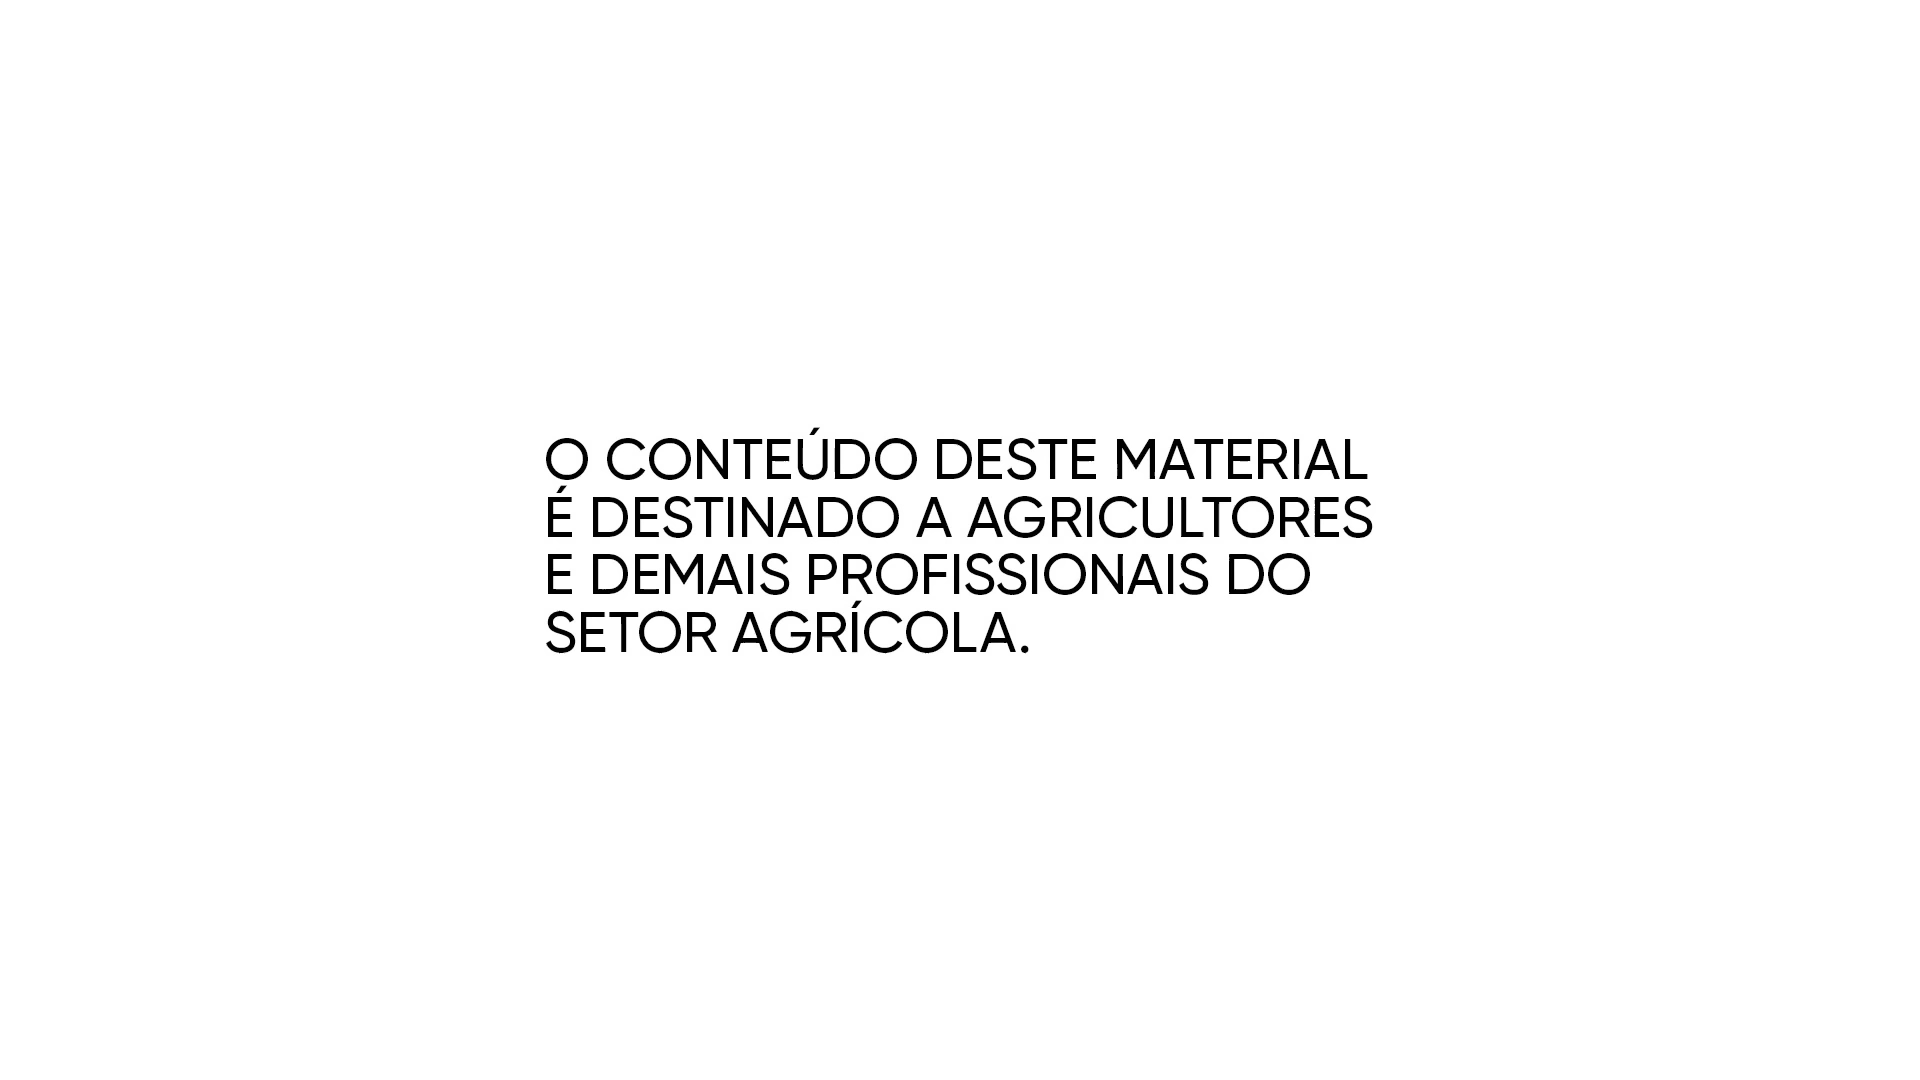 O CONTEÚDO DESTE MATERIAL
É DESTINADO A AGRICULTORES
E DEMAIS PROFISSIONAIS DO
SETOR AGRÍCOLA.